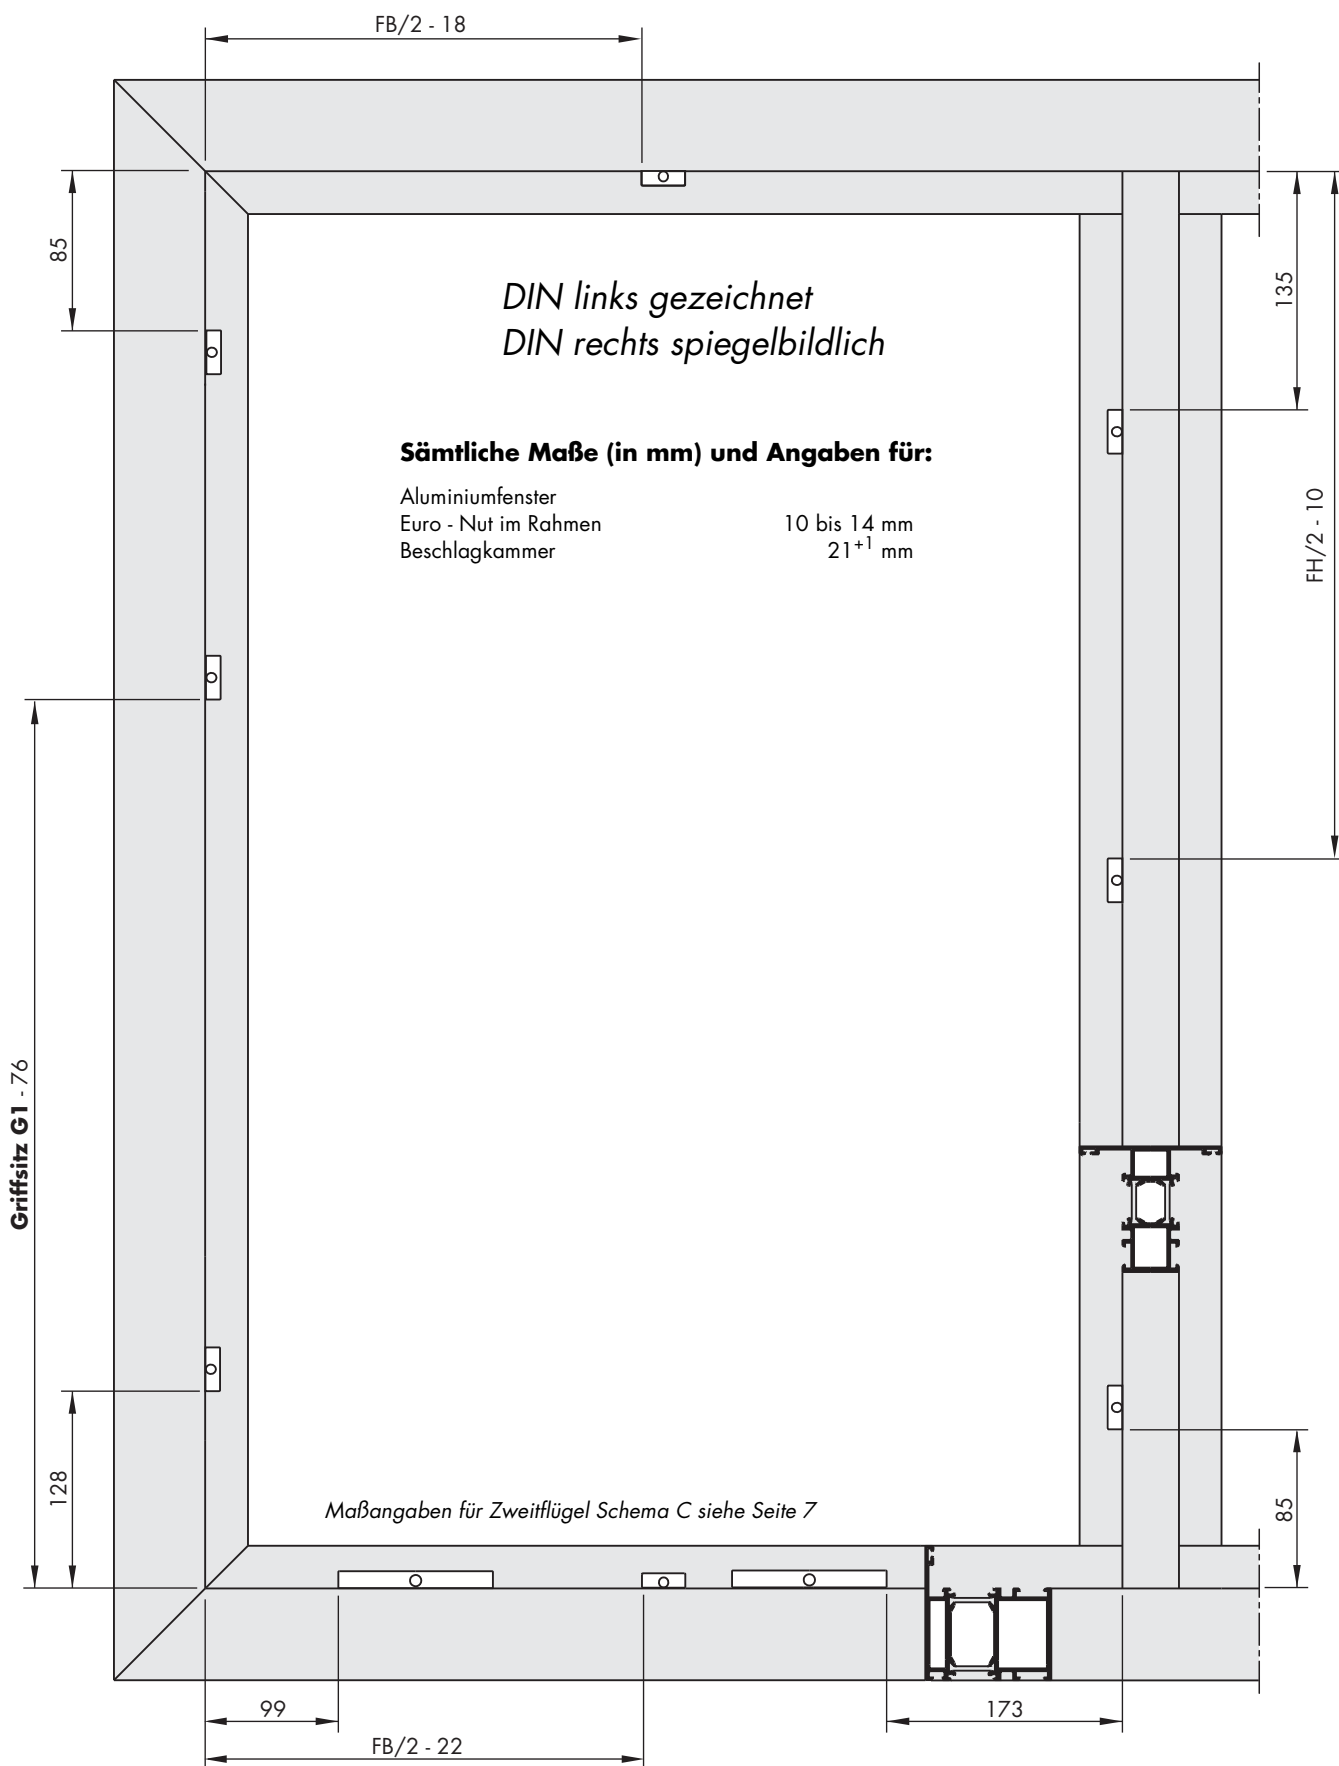 FB/2 - 18
85
135
DIN links gezeichnet
DIN rechts spiegelbildlich
Sämtliche Maße (in mm) und Angaben für:
Aluminiumfenster
Euro - Nut im Rahmen 10 bis 14 mm
Beschlagkammer 21+1 mm
FH/2 - 10
Griffsitz G1 - 76
128
Maßangaben für Zweitflügel Schema C siehe Seite 7
85
99
173
FB/2 - 22